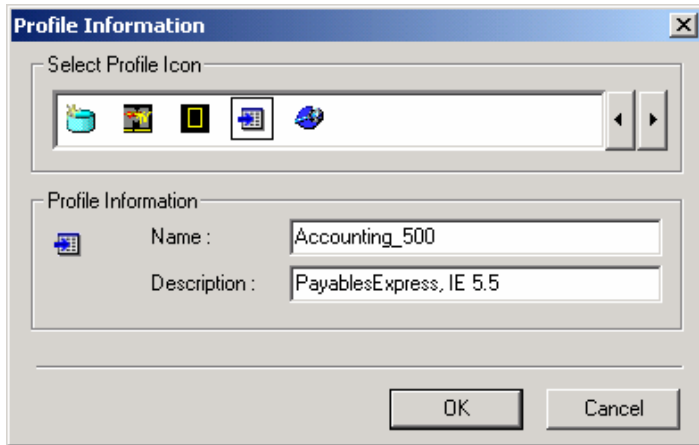 Profile Information
Select Profile Icon
Profile Information
Name : Accounting_500
Description : PayablesExpress, IE 5.5
OK Cancel